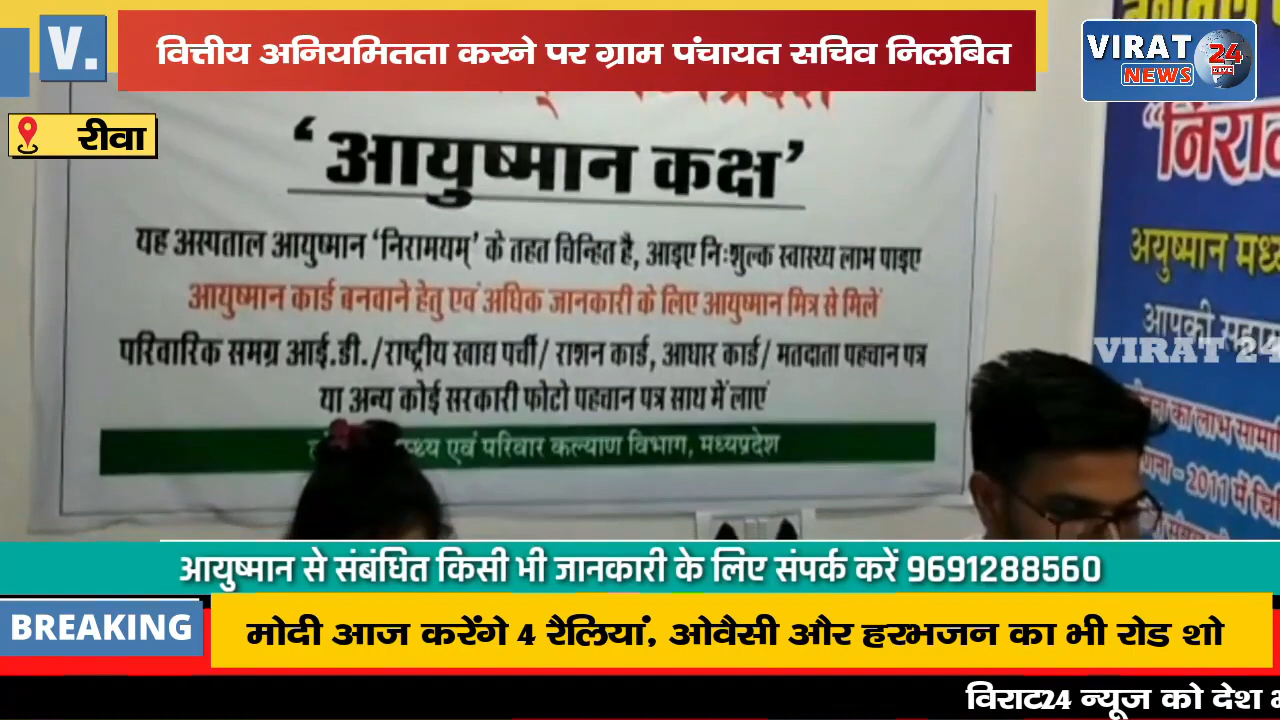 V.
वित्तीय अनियमितता करने पर ग्राम पंचायत सचिव निलंबित
VIRAT 24
NEWS LIVE
रीवा
'आयुष्मान कक्ष'
यह अस्पताल आयुष्मान 'निरामयम्' के तहत चिन्हित है, आइए निःशुल्क स्वास्थ्य लाभ पाइए
आयुष्मान कार्ड बनवाने हेतु एवं अधिक जानकारी के लिए आयुष्मान मित्र से मिलें
परिवारिक समग्र आई.डी./राष्ट्रीय खाद्य पर्ची/ राशन कार्ड, आधार कार्ड/ मतदाता पहचान पत्र
या अन्य कोई सरकारी फोटो पहचान पत्र साथ में लाएं
एवं परिवार कल्याण विभाग, मध्यप्रदेश
अयुष्मान
आपकी
VIRAT 24
का लाभ
- 2011 में
आयुष्मान से संबंधित किसी भी जानकारी के लिए संपर्क करें 9691288560
BREAKING
मोदी आज करेंगे 4 रैलियां, ओवैसी और हरभजन का भी रोड शो
विराट24 न्यूज को देश